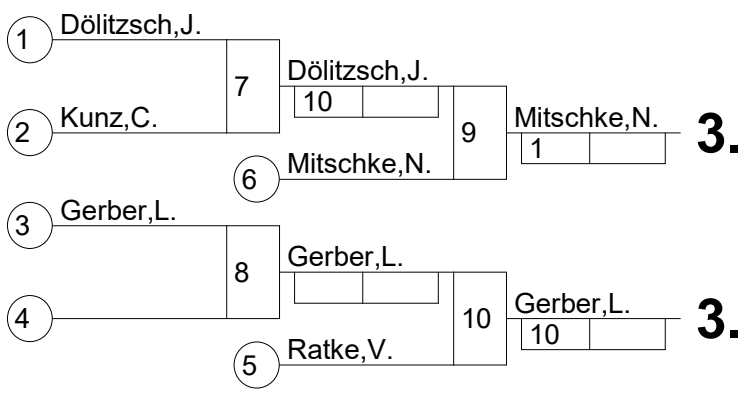 1 Dölitzsch,J.
7
Dölitzsch,J.
10
2 Kunz,C.
9
Mitschke,N.
1
3.
6 Mitschke,N.
3 Gerber,L.
8
Gerber,L.
4
10
Gerber,L.
10
3.
5 Ratke,V.